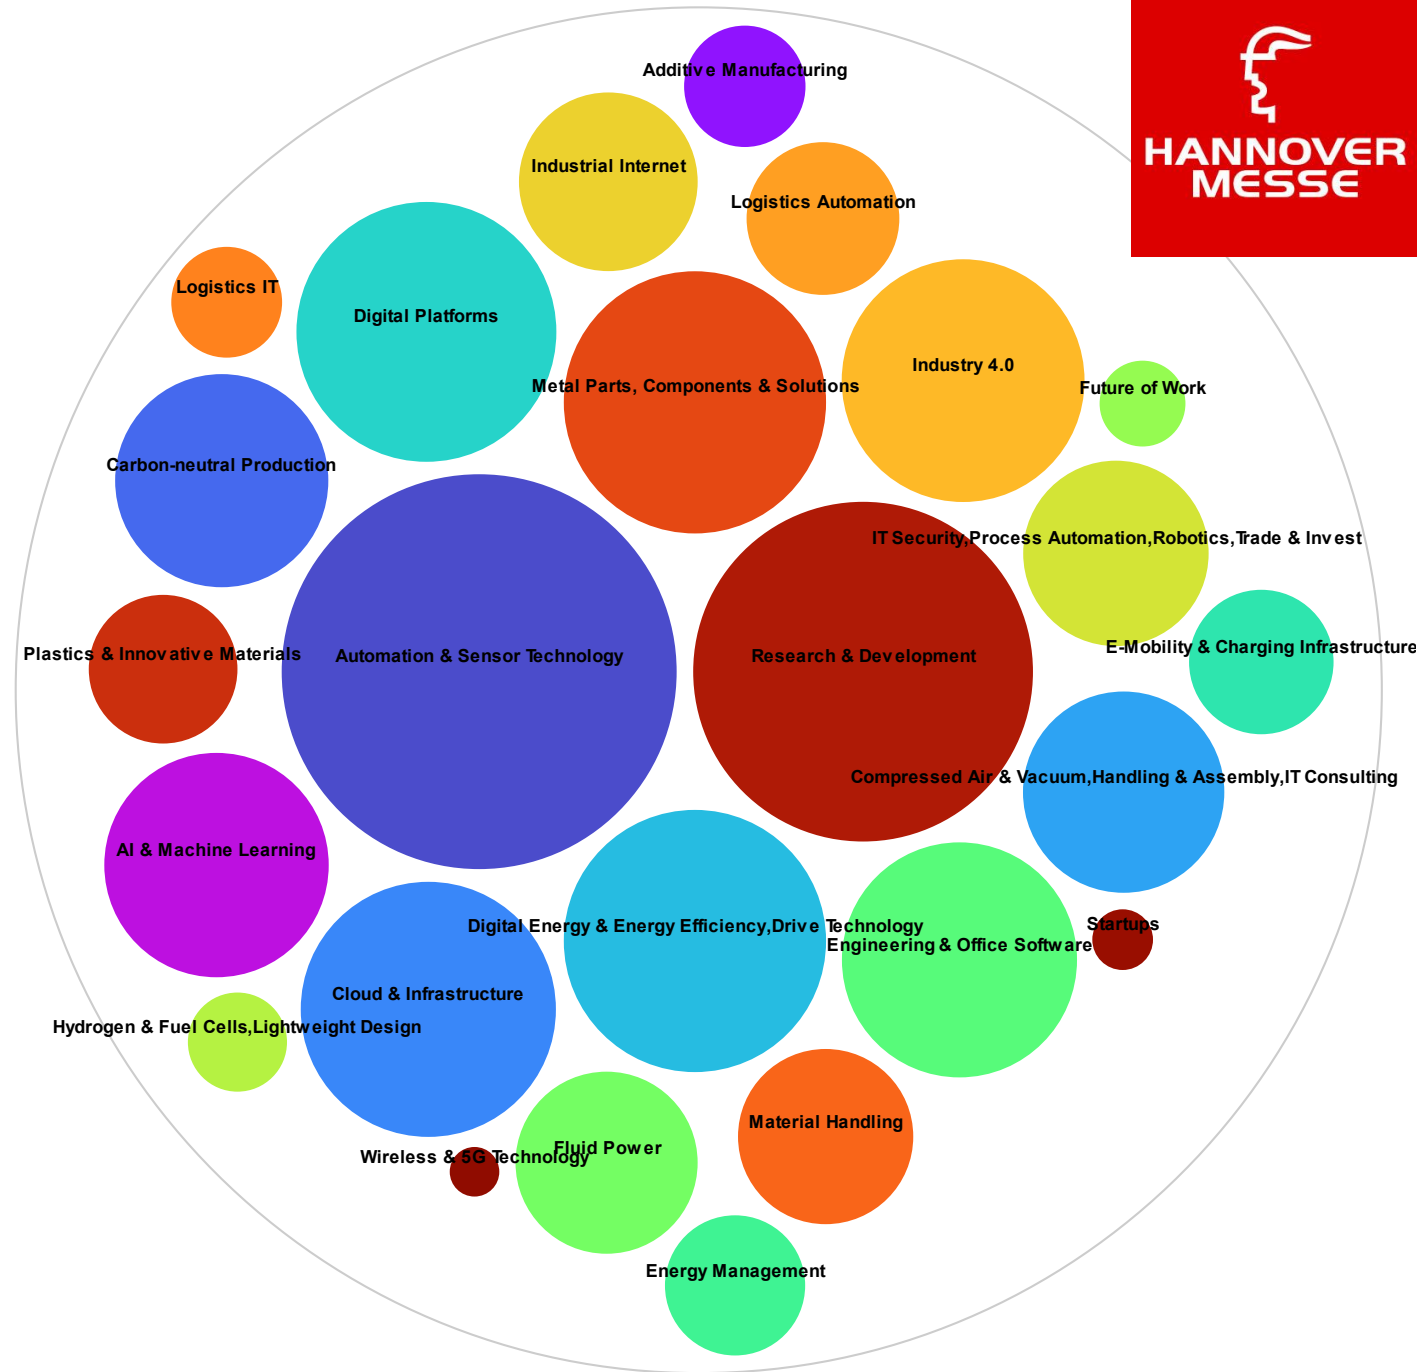 Additive Manufacturing
HANNOVER
MESSE
Industrial Internet
Logistics Automation
Logistics IT
Digital Platforms
Industry 4.0
Metal Parts, Components & Solutions
Future of Work
Carbon-neutral Production
IT Security,Process Automation,Robotics,Trade & Invest
Plastics & Innovative Materials
Automation & Sensor Technology
Research & Development
E-Mobility & Charging Infrastructure
Compressed Air & Vacuum,Handling & Assembly,IT Consulting
AI & Machine Learning
Digital Energy & Energy Efficiency,Drive Technology
Startups
Engineering & Office Software
Cloud & Infrastructure
Hydrogen & Fuel Cells,Lightweight Design
Material Handling
Fluid Power
Wireless & 5G Technology
Energy Management